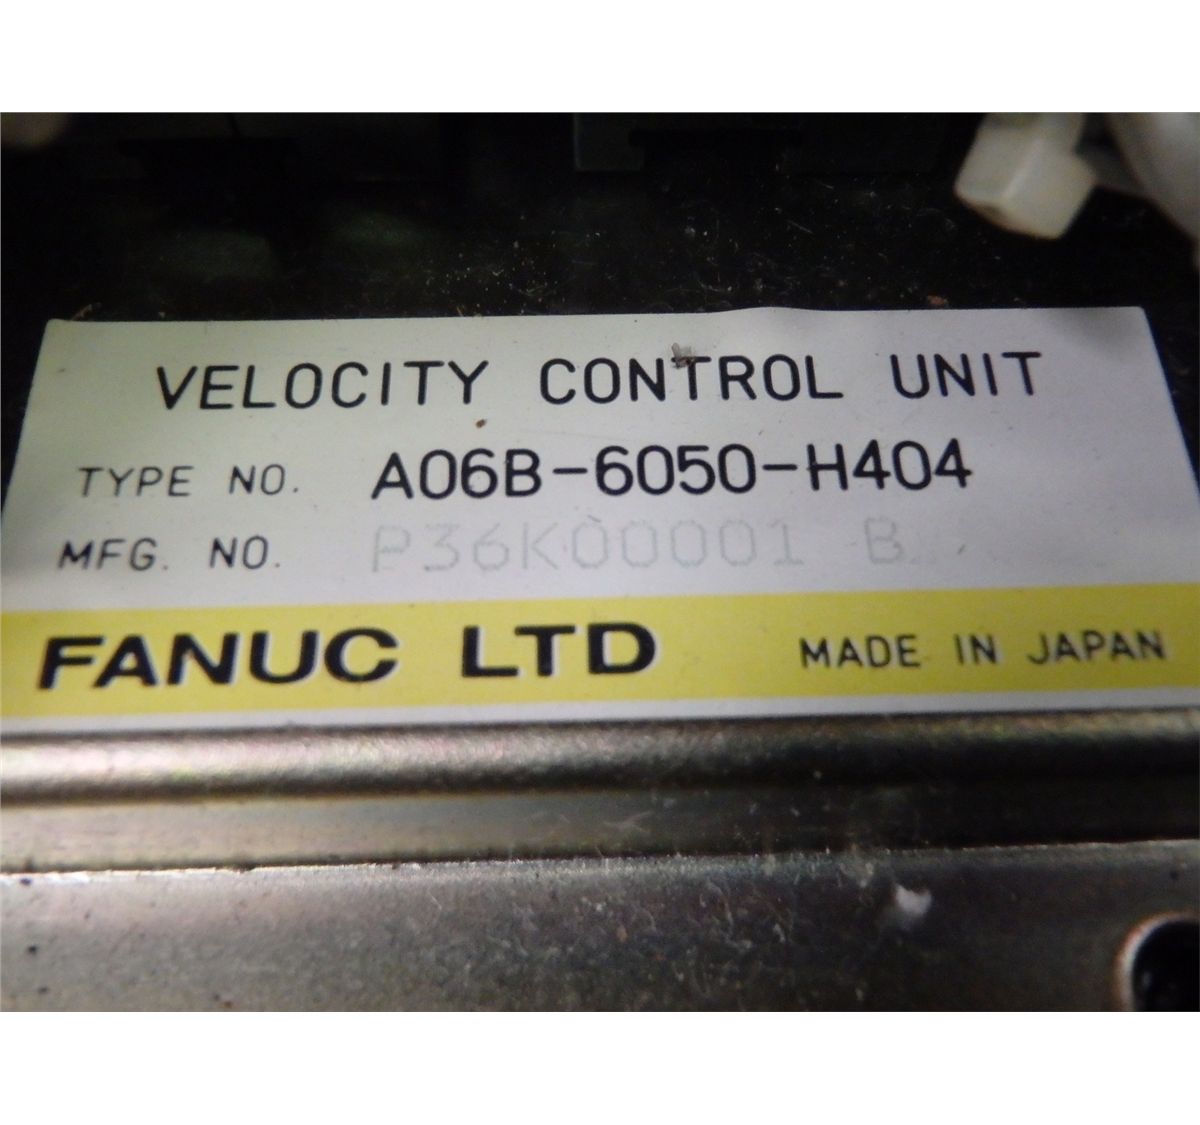 VELOCITY CONTROL UNIT
TYPE NO. A06B-6050-H404
MFG. NO. P36K00001 B
FANUC LTD MADE IN JAPAN